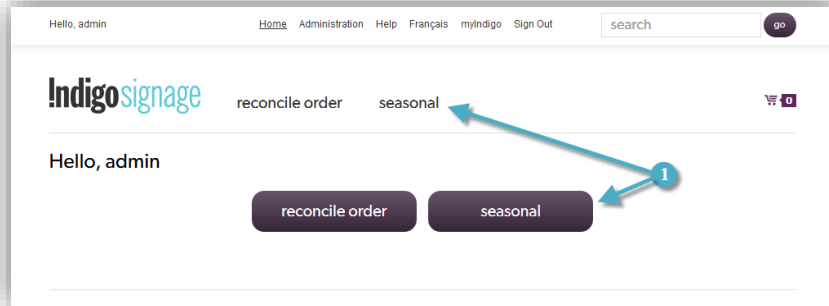 Hello, admin Home Administration Help Français myIndigo Sign Out search go
Indigosignage reconcile order seasonal 0
Hello, admin
1
reconcile order seasonal